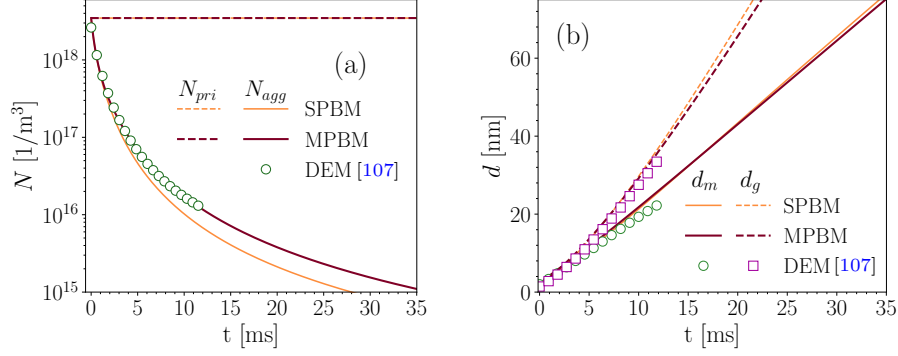 (a)
N_pri N_agg
SPBM
MPBM
DEM [107]
10^18
10^17
10^16
10^15
N [1/m^3]
0 5 10 15 20 25 30 35
t [ms]
(b)
d_m d_g
SPBM
MPBM
DEM [107]
60
40
20
0
d [nm]
0 5 10 15 20 25 30 35
t [ms]